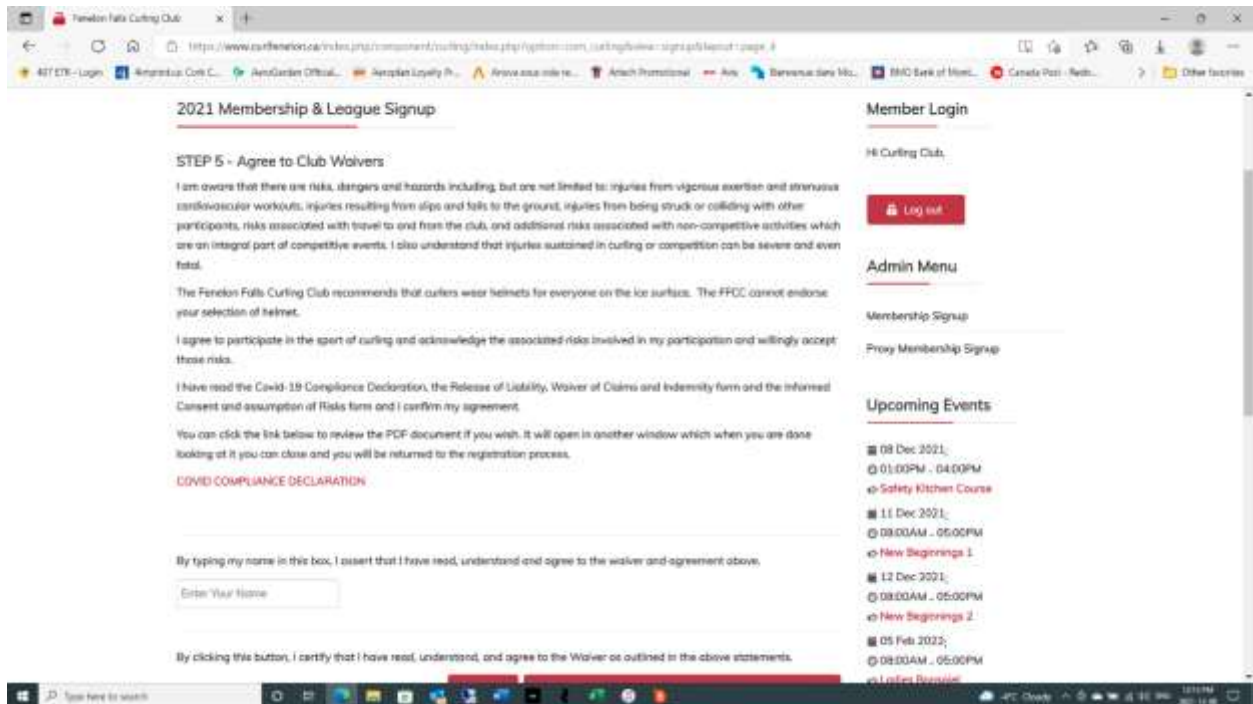 Fenelon Falls Curling Club
Other favorites
2021 Membership & League Signup
STEP 5 - Agree to Club Waivers
I am aware that there are risks, dangers and hazards including, but are not limited to: injuries from vigorous exertion and strenuous
cardiovascular workouts, injuries resulting from slips and falls to the ground, injuries from being struck or colliding with other
participants, risks associated with travel to and from the club, and additional risks associated with non-competitive activities which
are an integral part of competitive events. I also understand that injuries sustained in curling or competition can be severe and even
fatal.
The Fenelon Falls Curling Club recommends that curlers wear helmets for everyone on the ice surface. The FFCC cannot endorse
your selection of helmet.
I agree to participate in the sport of curling and acknowledge the associated risks involved in my participation and willingly accept
those risks.
I have read the Covid-19 Compliance Declaration, the Release of Liability, Waiver of Claims and Indemnity form and the Informed
Consent and assumption of Risks form and I confirm my agreement.
You can click the link below to review the PDF document if you wish. It will open in another window which when you are done
looking at it you can close and you will be returned to the registration process.
COVID COMPLIANCE DECLARATION
By typing my name in this box, I assert that I have read, understand and agree to the waiver and agreement above.
Enter Your Name
By clicking this button, I certify that I have read, understand, and agree to the Waiver as outlined in the above statements.
Member Login
Hi Curling Club,
Log out
Admin Menu
Membership Signup
Proxy Membership Signup
Upcoming Events
08 Dec 2021;
01:00PM - 04:00PM
Safety Kitchen Course
11 Dec 2021;
08:00AM - 05:00PM
New Beginnings 1
12 Dec 2021;
08:00AM - 05:00PM
New Beginnings 2
05 Feb 2022;
08:00AM - 05:00PM
Ladies Bonspiel
Type here to search
-4°C Cloudy